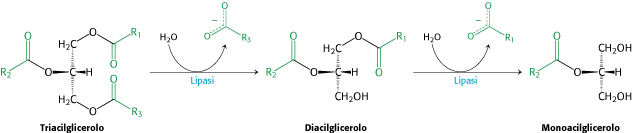 O
O
R₁
H₂C
O
O
R₂
O
C
H
H₂C
O
R₃
O
Triacilglicerolo
H₂O
O
−
O
R₃
Lipasi
O
O
R₁
H₂C
O
O
R₂
O
C
H
CH₂OH
Diacilglicerolo
H₂O
O
−
O
R₁
Lipasi
O
CH₂OH
R₂
O
C
H
CH₂OH
Monoacilglicerolo